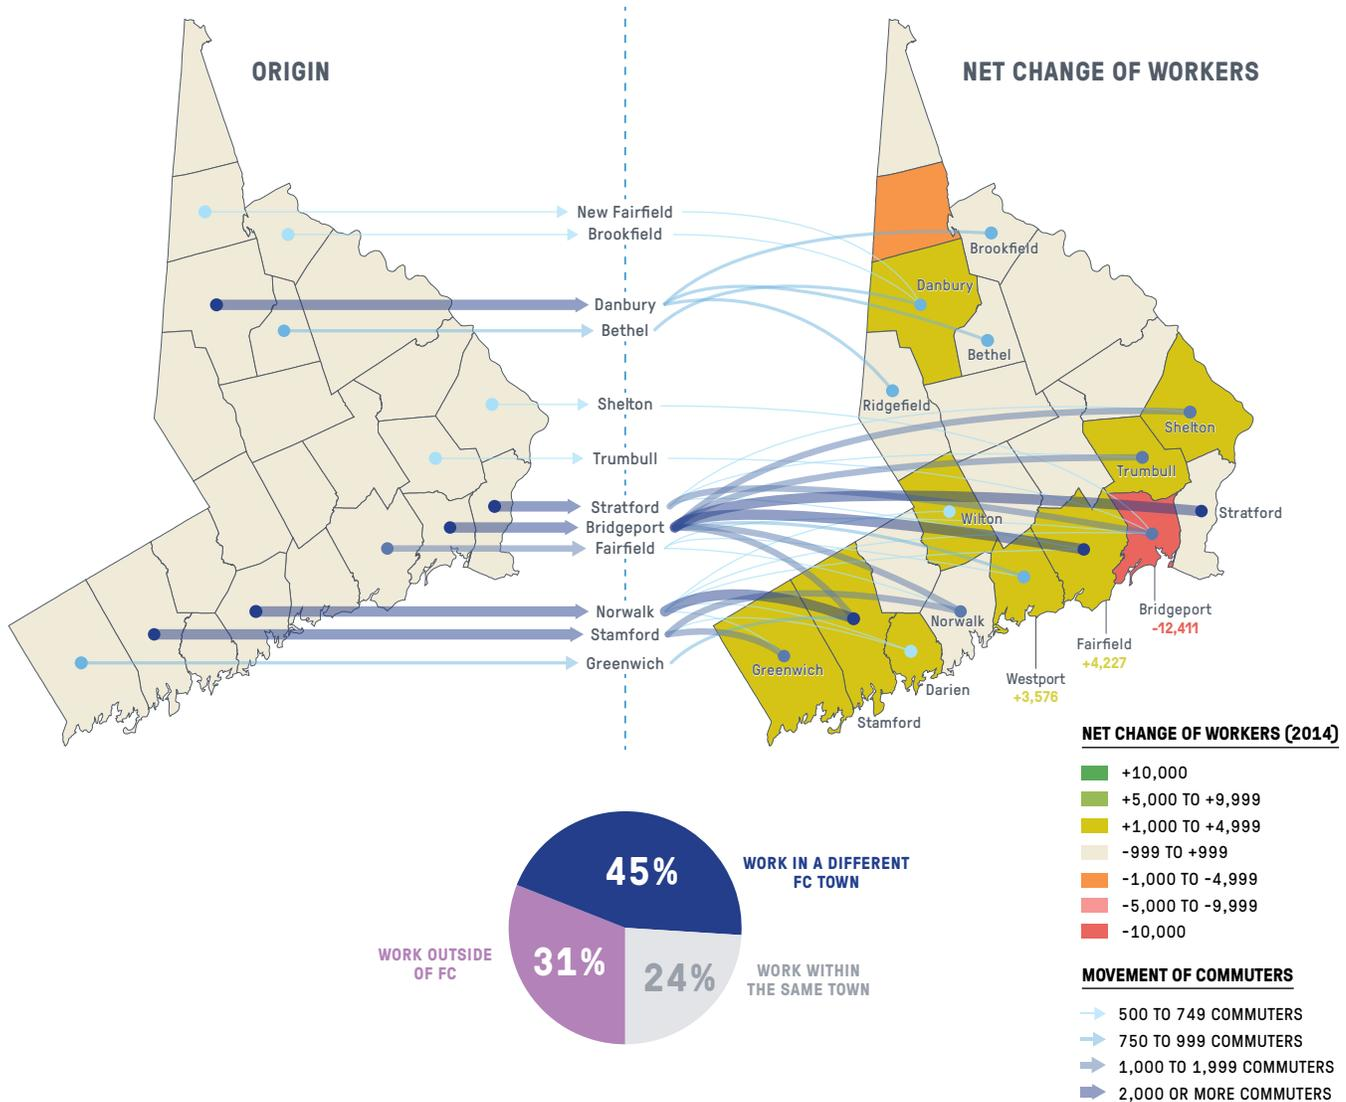 ORIGIN
NET CHANGE OF WORKERS
New Fairfield
Brookfield
Danbury
Bethel
Shelton
Trumbull
Stratford
Bridgeport
Fairfield
Norwalk
Stamford
Greenwich
Brookfield
Danbury
Bethel
Ridgefield
Shelton
Trumbull
Wilton
Stratford
Norwalk
Greenwich
Darien
Stamford
Bridgeport
-12,411
Fairfield
+4,227
Westport
+3,576
NET CHANGE OF WORKERS (2014)
+10,000
+5,000 TO +9,999
+1,000 TO +4,999
-999 TO +999
-1,000 TO -4,999
-5,000 TO -9,999
-10,000
MOVEMENT OF COMMUTERS
500 TO 749 COMMUTERS
750 TO 999 COMMUTERS
1,000 TO 1,999 COMMUTERS
2,000 OR MORE COMMUTERS
45%
WORK IN A DIFFERENT
FC TOWN
31%
WORK OUTSIDE
OF FC
24%
WORK WITHIN
THE SAME TOWN